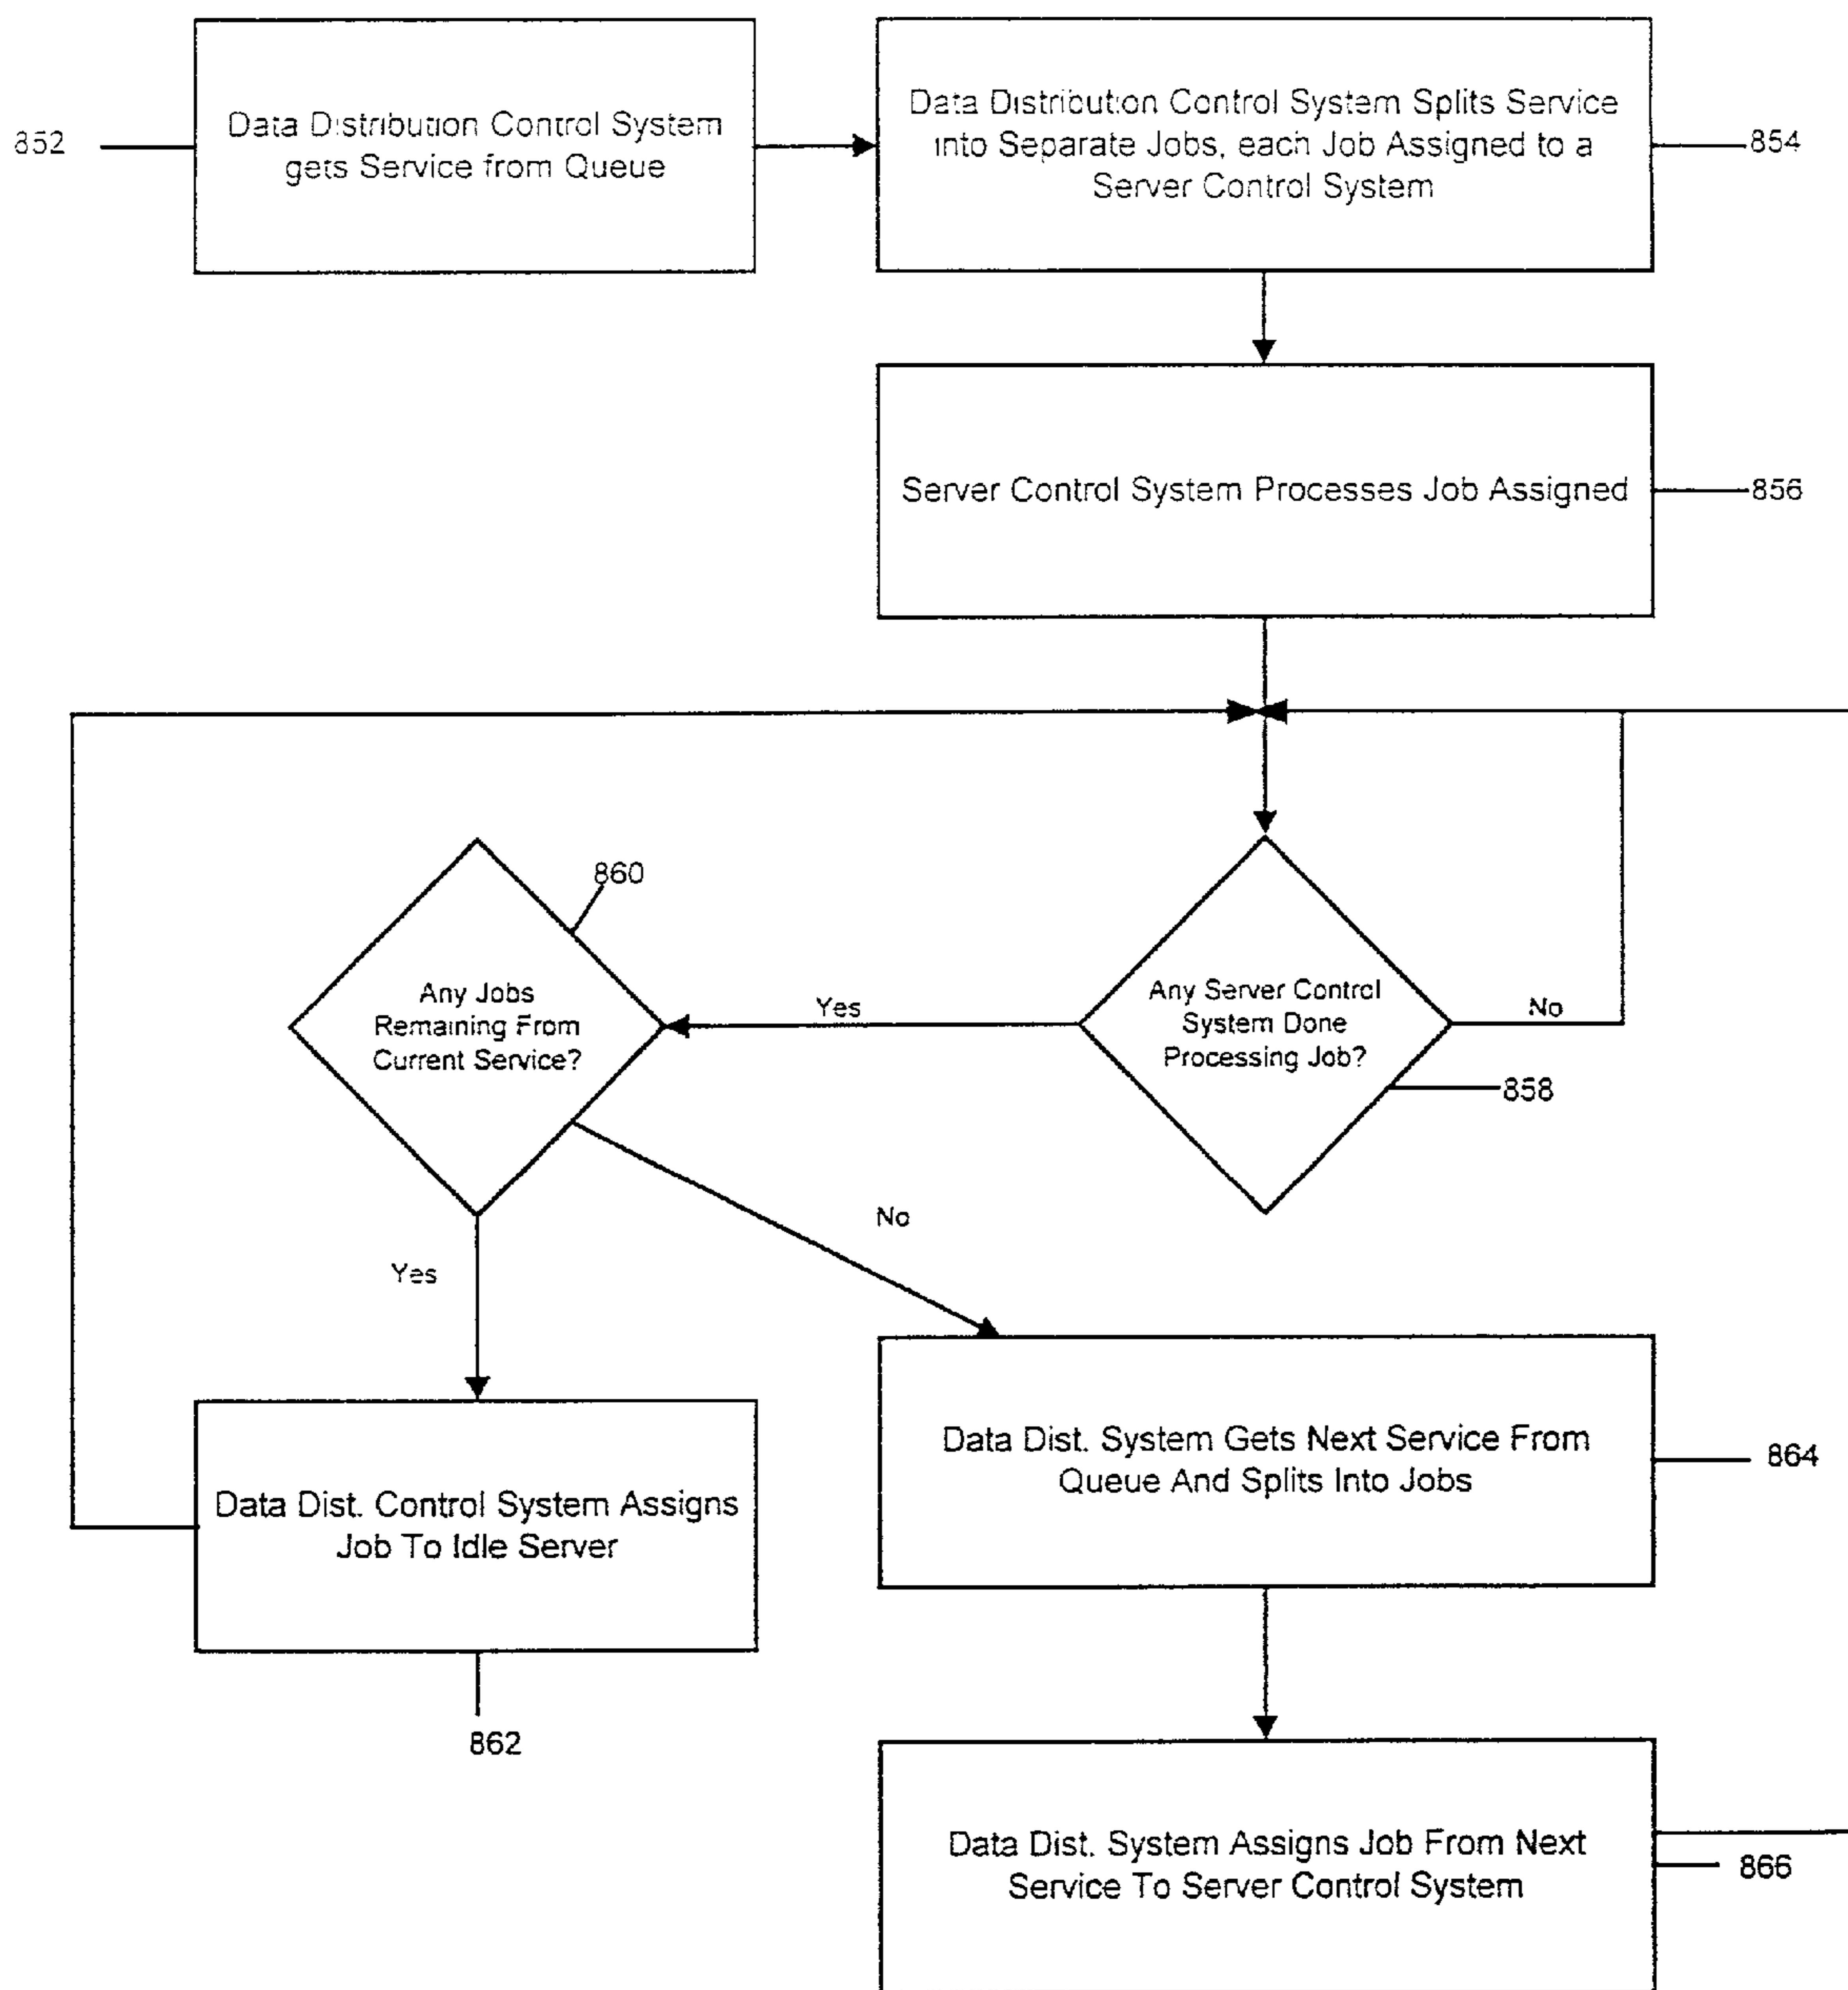 852
Data Distribution Control System
gets Service from Queue
Data Distribution Control System Splits Service
into Separate Jobs, each Job Assigned to a
Server Control System
854
Server Control System Processes Job Assigned
856
860
Any Jobs
Remaining From
Current Service?
Yes
Any Server Control
System Done
Processing Job?
No
858
No
Yes
Data Dist. Control System Assigns
Job To Idle Server
862
Data Dist. System Gets Next Service From
Queue And Splits Into Jobs
864
Data Dist. System Assigns Job From Next
Service To Server Control System
866